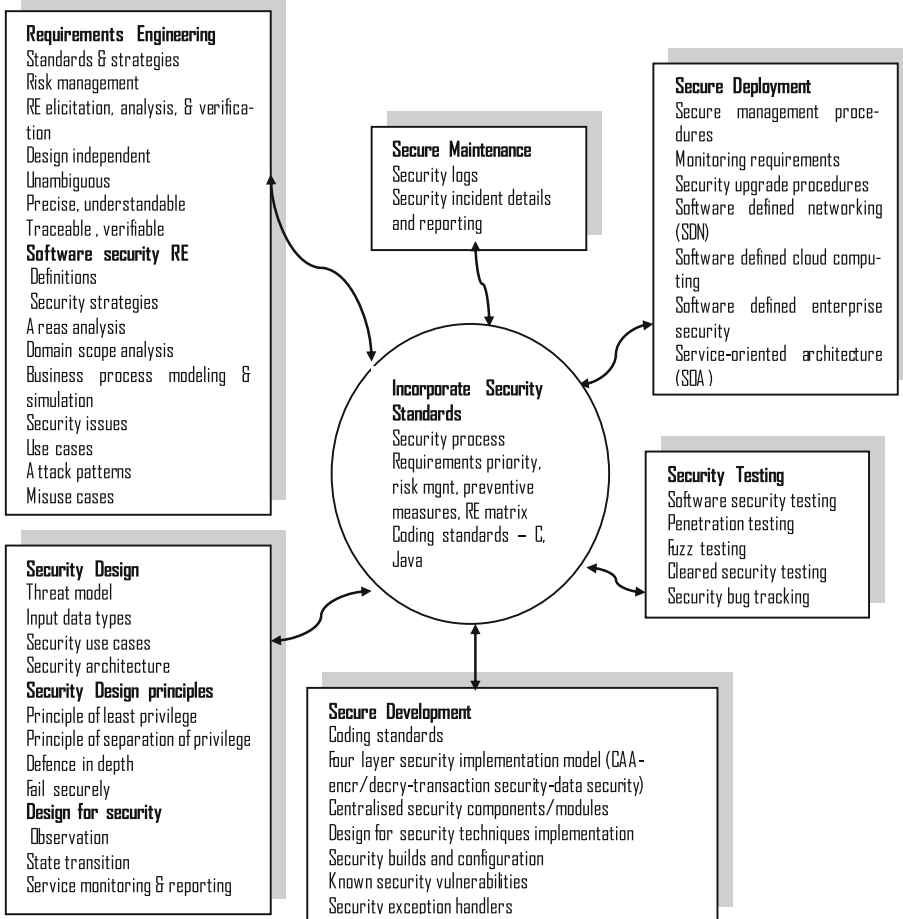 Requirements Engineering
Standards & strategies
Risk management
RE elicitation, analysis, & verifica-
tion
Design independent
Unambiguous
Precise, understandable
Traceable , verifiable
Software security RE
Definitions
Security strategies
Areas analysis
Domain scope analysis
Business process modeling &
simulation
Security issues
Use cases
Attack patterns
Misuse cases
Secure Maintenance
Security logs
Security incident details
and reporting
Secure Deployment
Secure management proce-
dures
Monitoring requirements
Security upgrade procedures
Software defined networking
(SDN)
Software defined cloud compu-
ting
Software defined enterprise
security
Service-oriented architecture
(SOA )
Incorporate Security
Standards
Security process
Requirements priority,
risk mgnt, preventive
measures, RE matrix
Coding standards – C,
Java
Security Testing
Software security testing
Penetration testing
Fuzz testing
Cleared security testing
Security bug tracking
Security Design
Threat model
Input data types
Security use cases
Security architecture
Security Design principles
Principle of least privilege
Principle of separation of privilege
Defence in depth
Fail securely
Design for security
Observation
State transition
Service monitoring & reporting
Secure Development
Coding standards
Four layer security implementation model (CAA-
encr/decry-transaction security-data security)
Centralised security components/modules
Design for security techniques implementation
Security builds and configuration
Known security vulnerabilities
Security exception handlers